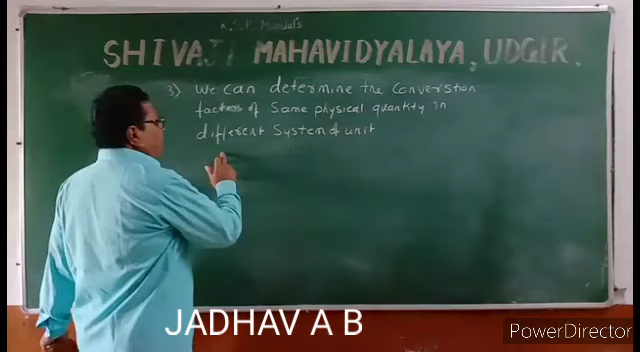 K. S. P. Mandal's
SHIVAJI MAHAVIDYALAYA, UDGIR.
3) We can determine the Converstion
factors of Same physical quantity in
different System of unit
JADHAV A B
PowerDirector